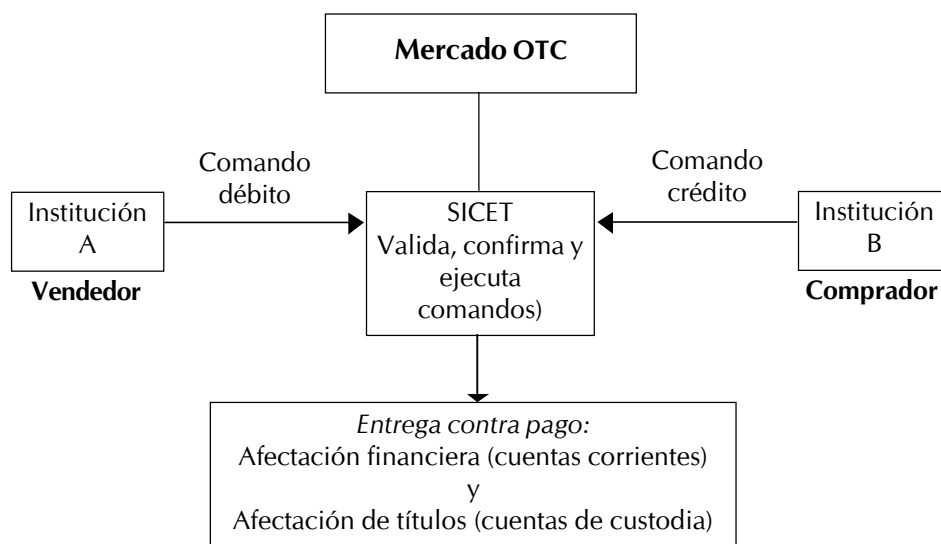 Mercado OTC
Comando
débito
Comando
crédito
Institución
A
Vendedor
SICET
Valida, confirma y
ejecuta
comandos)
Institución
B
Comprador
Entrega contra pago:
Afectación financiera (cuentas corrientes)
y
Afectación de títulos (cuentas de custodia)